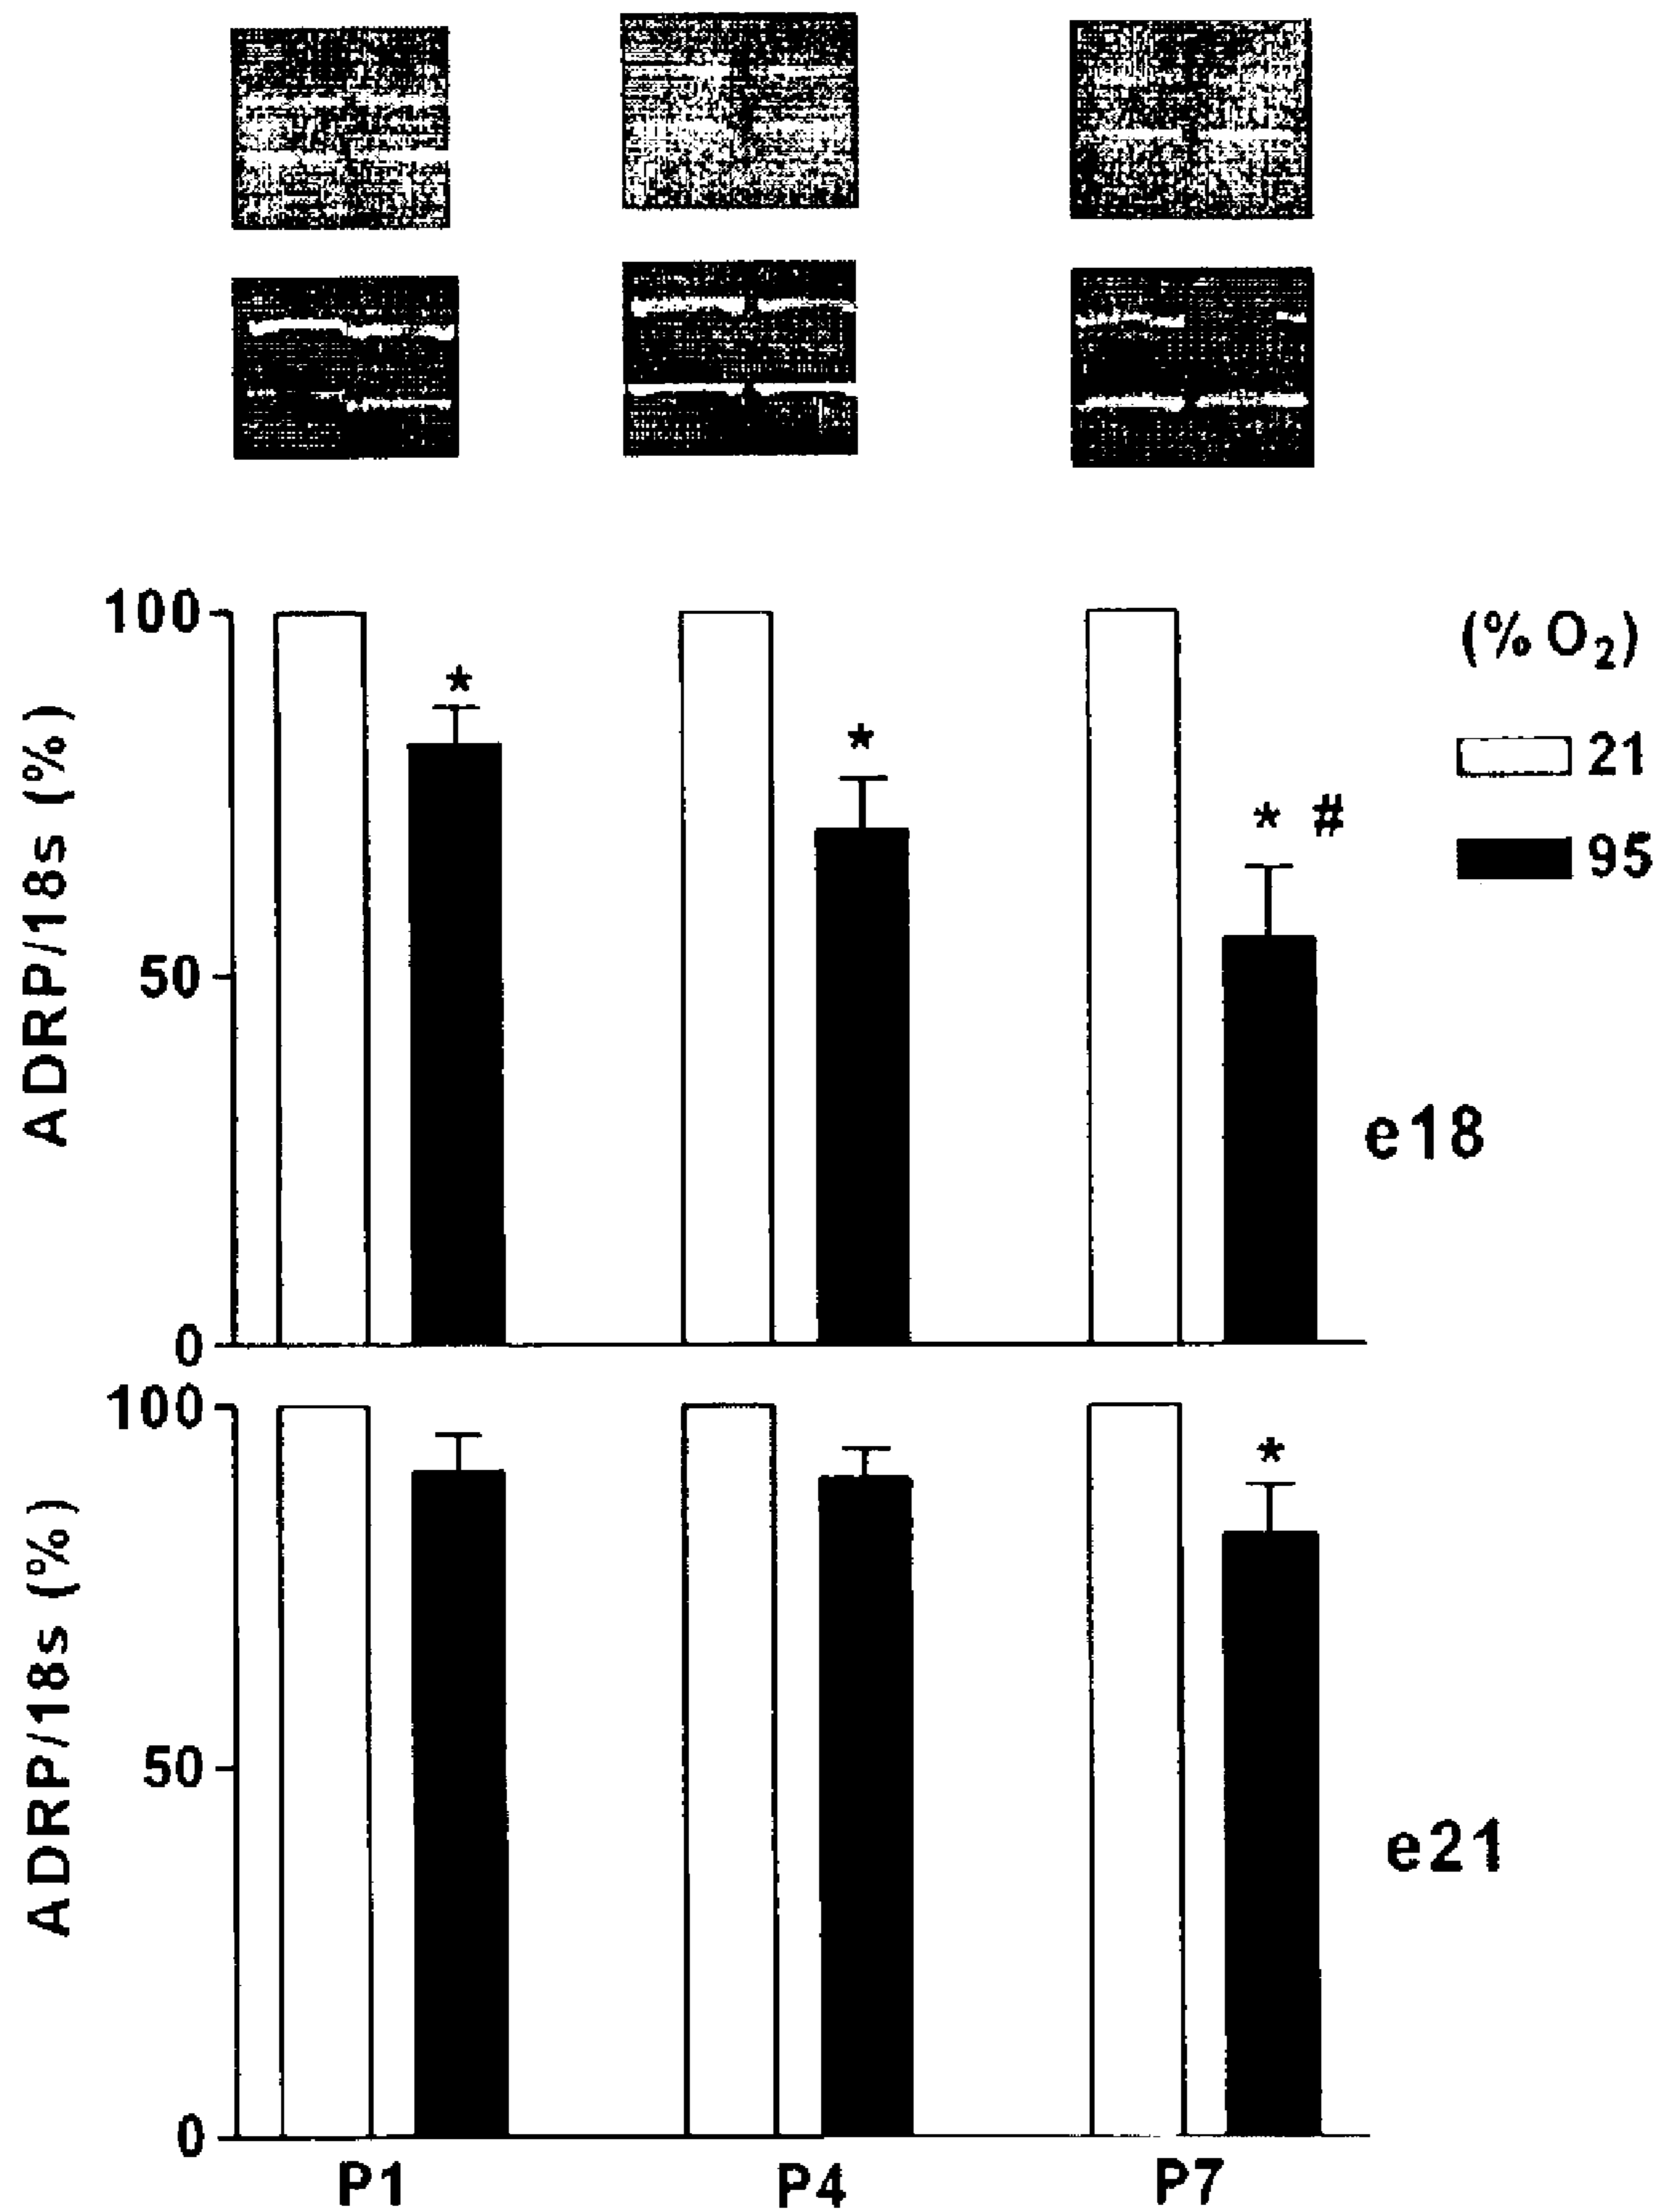 100
50
0
ADRP/18s (%)
* 
*
* #
(% O₂)
21
95
e18
100
50
0
ADRP/18s (%)
*
e21
P1 P4 P7